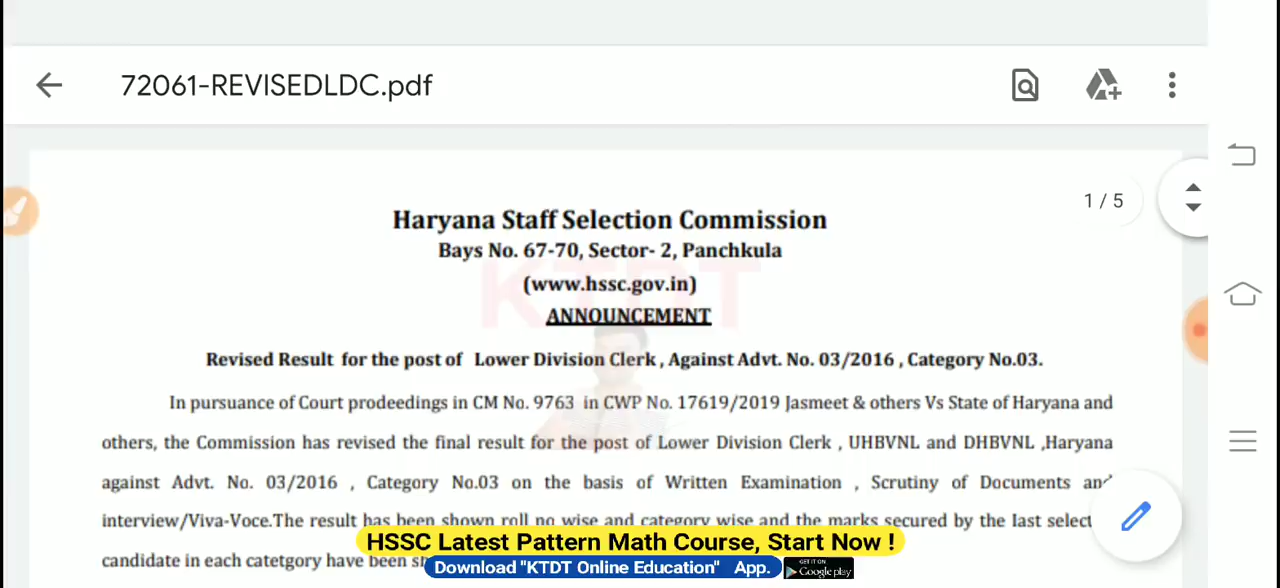 72061-REVISEDLDC.pdf
1 / 5
Haryana Staff Selection Commission
Bays No. 67-70, Sector- 2, Panchkula
(www.hssc.gov.in)
KTDT
ANNOUNCEMENT
Revised Result for the post of Lower Division Clerk , Against Advt. No. 03/2016 , Category No.03.
In pursuance of Court prodeedings in CM No. 9763 in CWP No. 17619/2019 Jasmeet & others Vs State of Haryana and
others, the Commission has revised the final result for the post of Lower Division Clerk , UHBVNL and DHBVNL ,Haryana
against Advt. No. 03/2016 , Category No.03 on the basis of Written Examination , Scrutiny of Documents and
interview/Viva-Voce.The result has been shown roll no wise and category wise and the marks secured by the last select
candidate in each catetgory have been
HSSC Latest Pattern Math Course, Start Now !
Download "KTDT Online Education" App.
GET IT ON
Google play